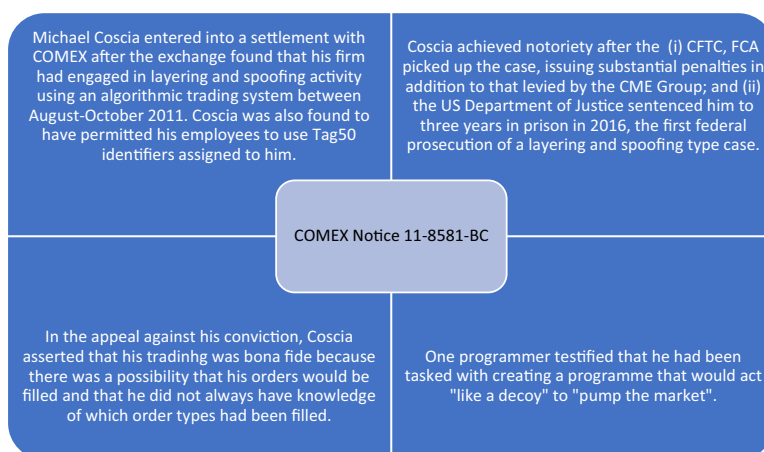 Michael Coscia entered into a settlement with
COMEX after the exchange found that his firm
had engaged in layering and spoofing activity
using an algorithmic trading system between
August-October 2011. Coscia was also found to
have permitted his employees to use Tag50
identifiers assigned to him.
Coscia achieved notoriety after the (i) CFTC, FCA
picked up the case, issuing substantial penalties in
addition to that levied by the CME Group; and (ii)
the US Department of Justice sentenced him to
three years in prison in 2016, the first federal
prosecution of a layering and spoofing type case.
COMEX Notice 11-8581-BC
In the appeal against his conviction, Coscia
asserted that his tradinhg was bona fide because
there was a possibility that his orders would be
filled and that he did not always have knowledge
of which order types had been filled.
One programmer testified that he had been
tasked with creating a programme that would act
"like a decoy" to "pump the market".